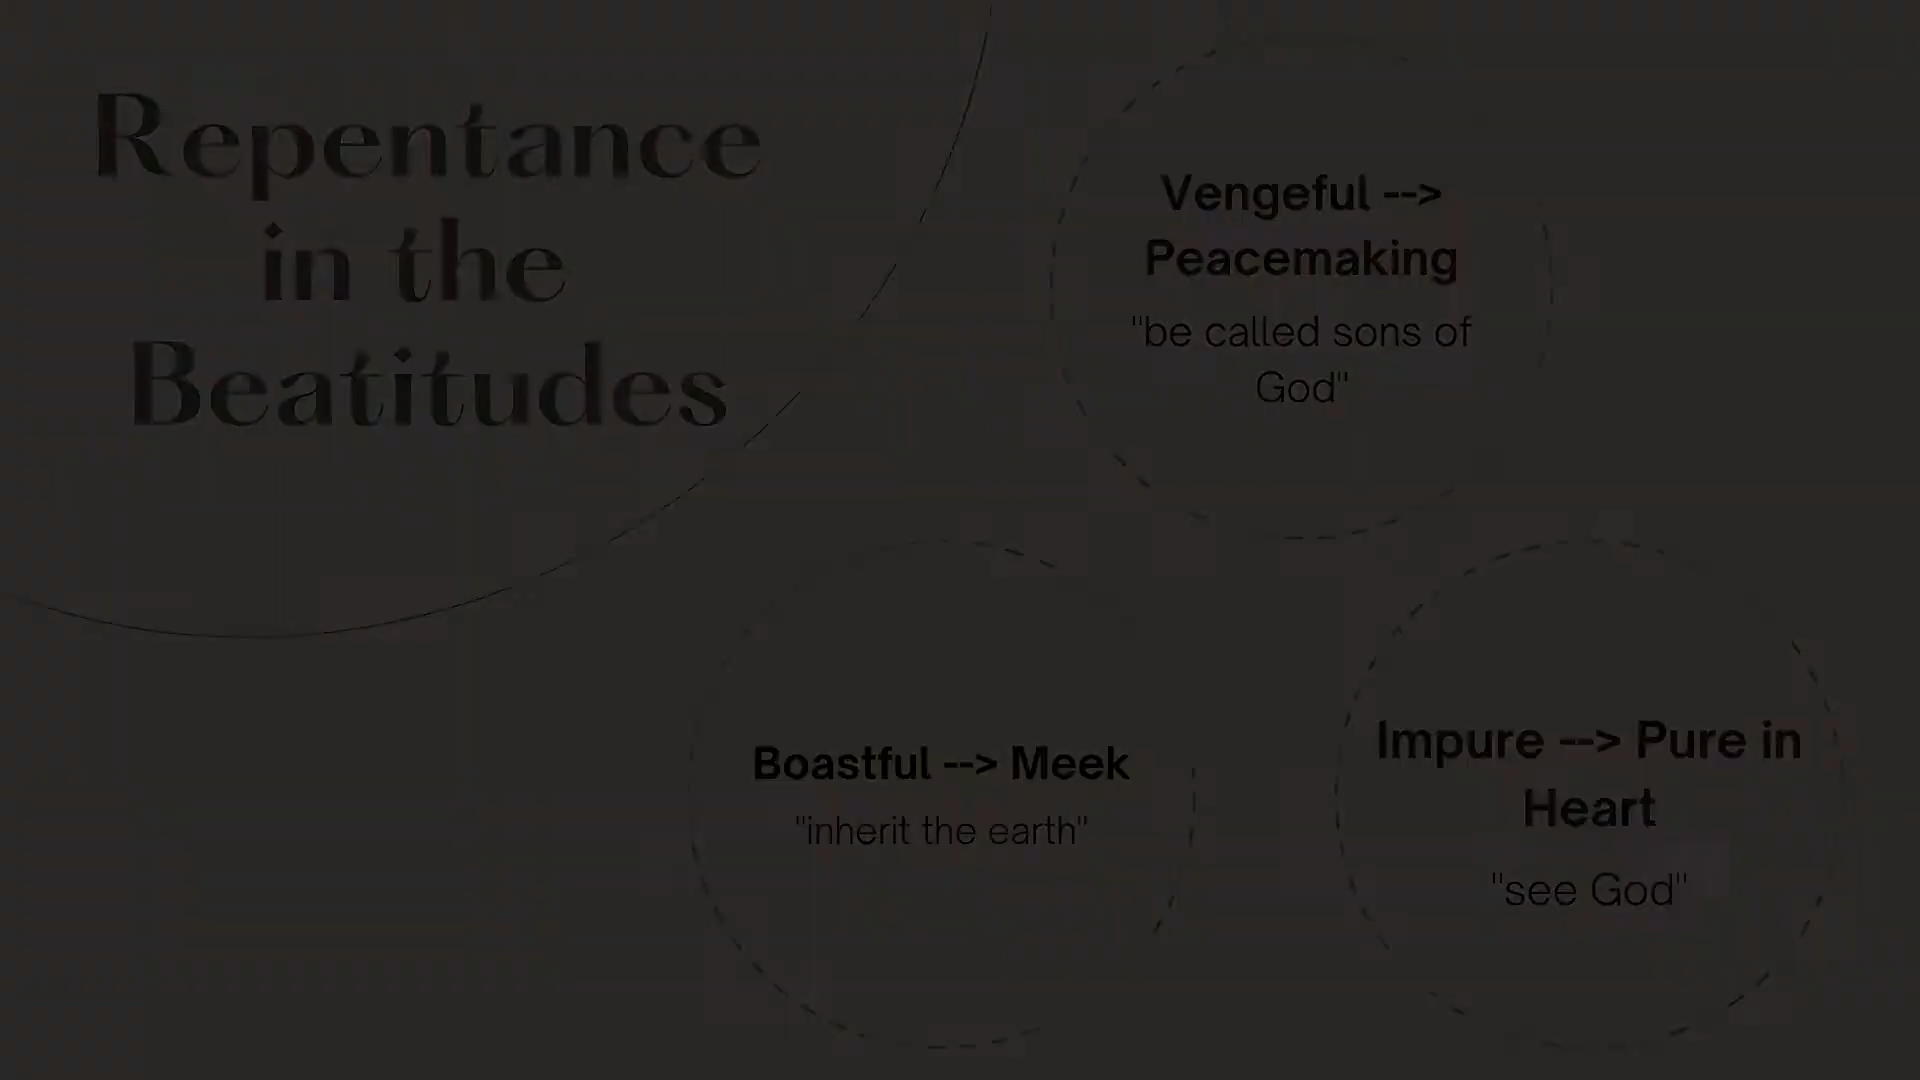 Repentance
in the
Beatitudes
Vengeful -->
Peacemaking
"be called sons of
God"
Boastful --> Meek
"inherit the earth"
Impure --> Pure in
Heart
"see God"